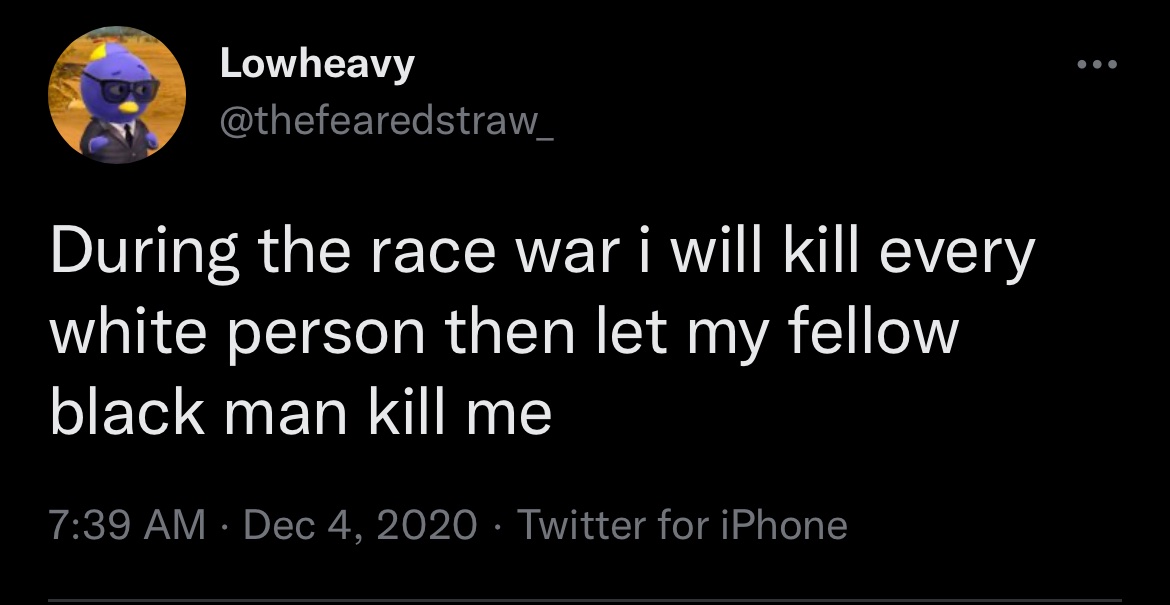 Lowheavy
@thefearedstraw_
During the race war i will kill every
white person then let my fellow
black man kill me
7:39 AM · Dec 4, 2020 · Twitter for iPhone